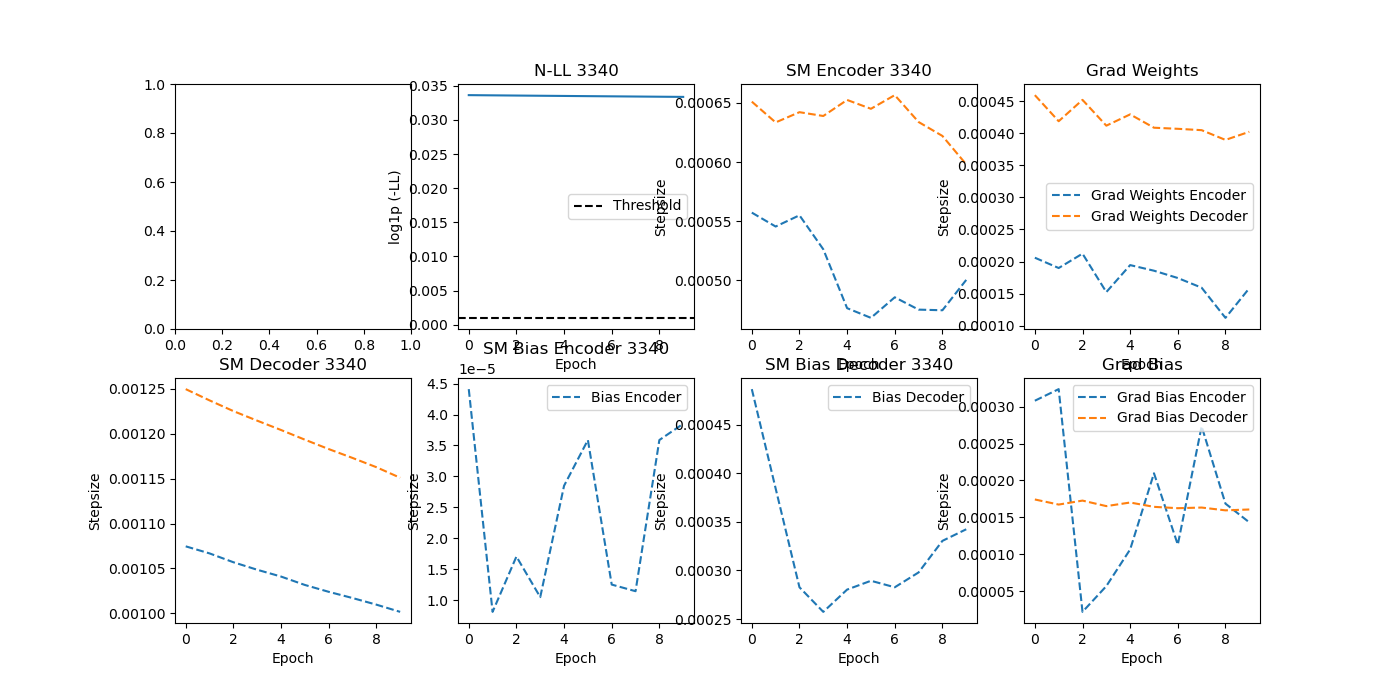 N-LL 3340
SM Encoder 3340
Grad Weights
1.0
0.8
0.6
0.4
0.2
0.0
0.0 0.2 0.4 0.6 0.8 1.0
log1p (-LL)
0.035
0.030
0.025
0.020
0.015
0.010
0.005
0.000
Threshold
0 2 4 6 8
Epoch
Stepsize
0.00065
0.00060
0.00055
0.00050
0 2 4 6 8
Epoch
Stepsize
0.00045
0.00040
0.00035
0.00030
0.00025
0.00020
0.00015
0.00010
Grad Weights Encoder
Grad Weights Decoder
0 2 4 6 8
Epoch
SM Decoder 3340
SM Bias Encoder 3340
SM Bias Decoder 3340
Grad Bias
Stepsize
0.00125
0.00120
0.00115
0.00110
0.00105
0.00100
0 2 4 6 8
Epoch
Stepsize
1e−5
4.5
4.0
3.5
3.0
2.5
2.0
1.5
1.0
Bias Encoder
0 2 4 6 8
Epoch
Stepsize
0.00045
0.00040
0.00035
0.00030
0.00025
Bias Decoder
0 2 4 6 8
Epoch
Stepsize
0.00030
0.00025
0.00020
0.00015
0.00010
0.00005
Grad Bias Encoder
Grad Bias Decoder
0 2 4 6 8
Epoch